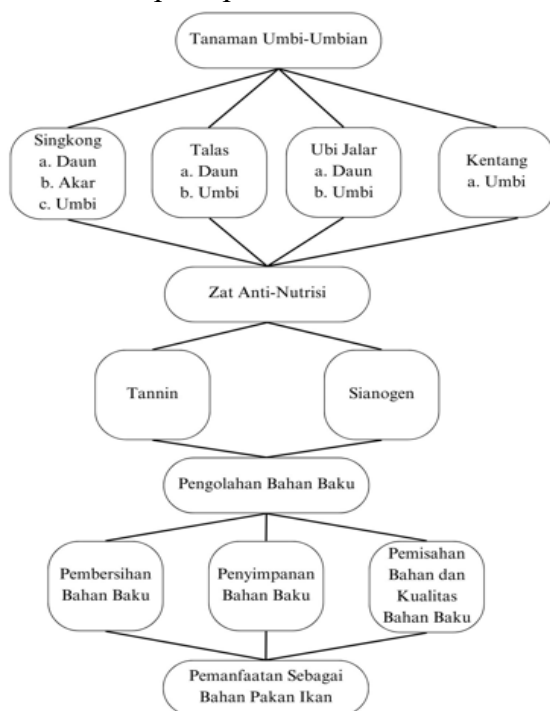 Tanaman Umbi-Umbian
Singkong
a. Daun
b. Akar
c. Umbi
Talas
a. Daun
b. Umbi
Ubi Jalar
a. Daun
b. Umbi
Kentang
a. Umbi
Zat Anti-Nutrisi
Tannin
Sianogen
Pengolahan Bahan Baku
Pembersihan
Bahan Baku
Penyimpanan
Bahan Baku
Pemisahan
Bahan dan
Kualitas
Bahan Baku
Pemanfaatan Sebagai
Bahan Pakan Ikan